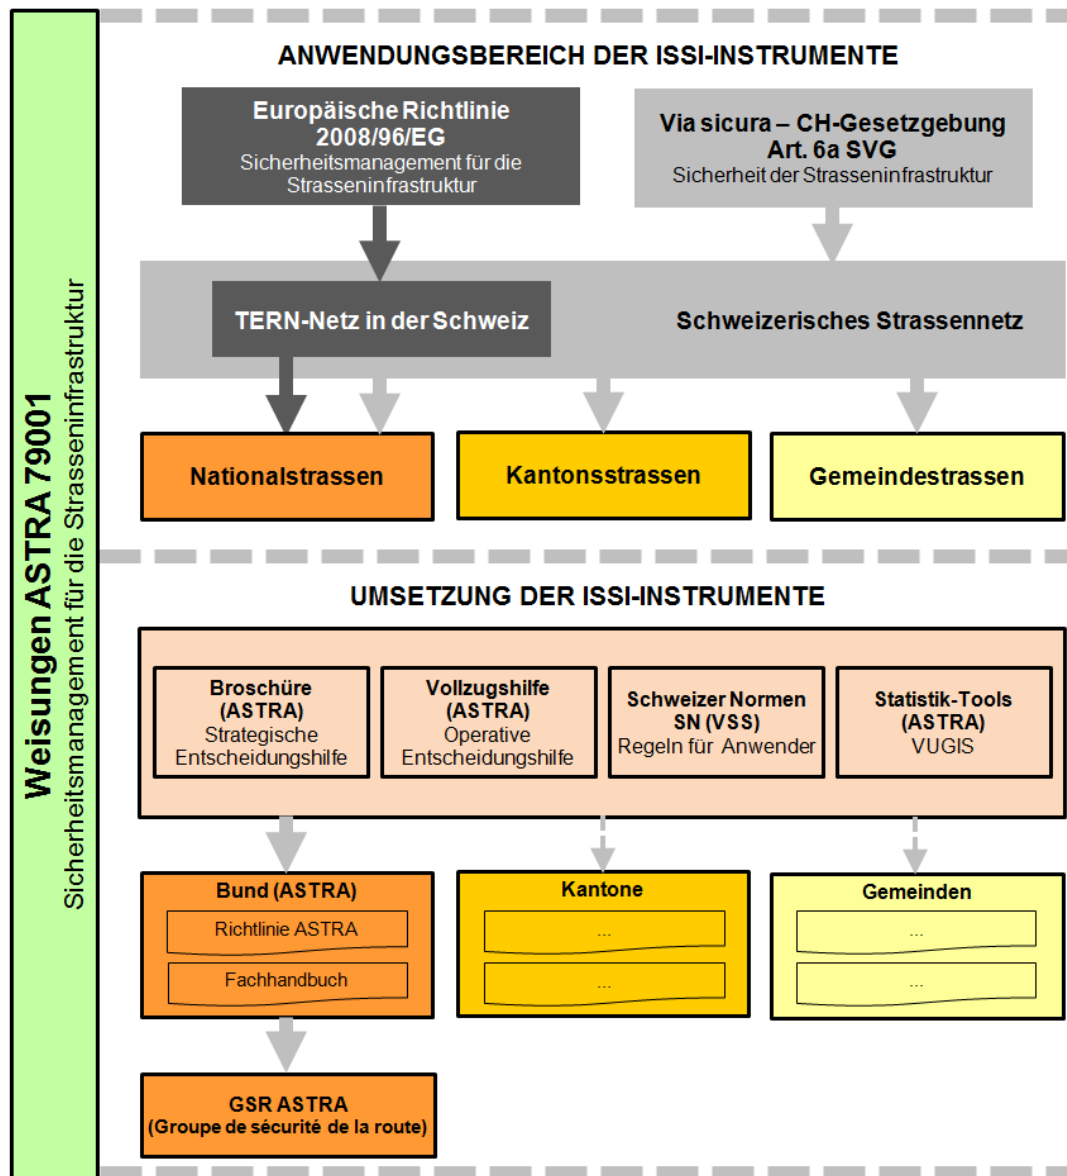 Weisungen ASTRA 79001
Sicherheitsmanagement für die Strasseninfrastruktur
ANWENDUNGSBEREICH DER ISSI-INSTRUMENTE
Europäische Richtlinie
2008/96/EG
Sicherheitsmanagement für die
Strasseninfrastruktur
Via sicura – CH-Gesetzgebung
Art. 6a SVG
Sicherheit der Strasseninfrastruktur
TERN-Netz in der Schweiz
Schweizerisches Strassennetz
Nationalstrassen
Kantonsstrassen
Gemeindestrassen
UMSETZUNG DER ISSI-INSTRUMENTE
Broschüre
(ASTRA)
Strategische
Entscheidungshilfe
Vollzugshilfe
(ASTRA)
Operative
Entscheidungshilfe
Schweizer Normen
SN (VSS)
Regeln für Anwender
Statistik-Tools
(ASTRA)
VUGIS
Bund (ASTRA)
Richtlinie ASTRA
Fachhandbuch
Kantone
...
...
Gemeinden
...
...
GSR ASTRA
(Groupe de sécurité de la route)